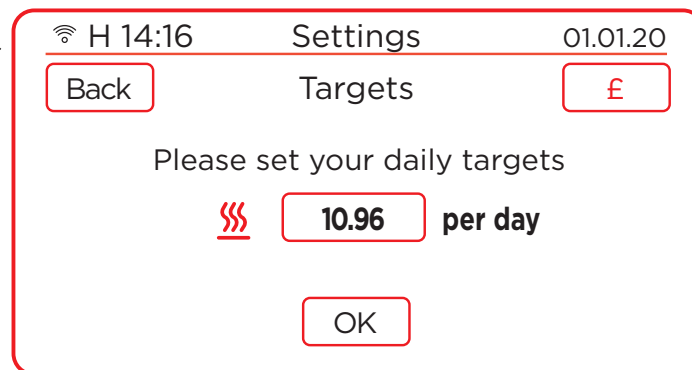 H 14:16 Settings 01.01.20
Back Targets £
Please set your daily targets
10.96 per day
OK